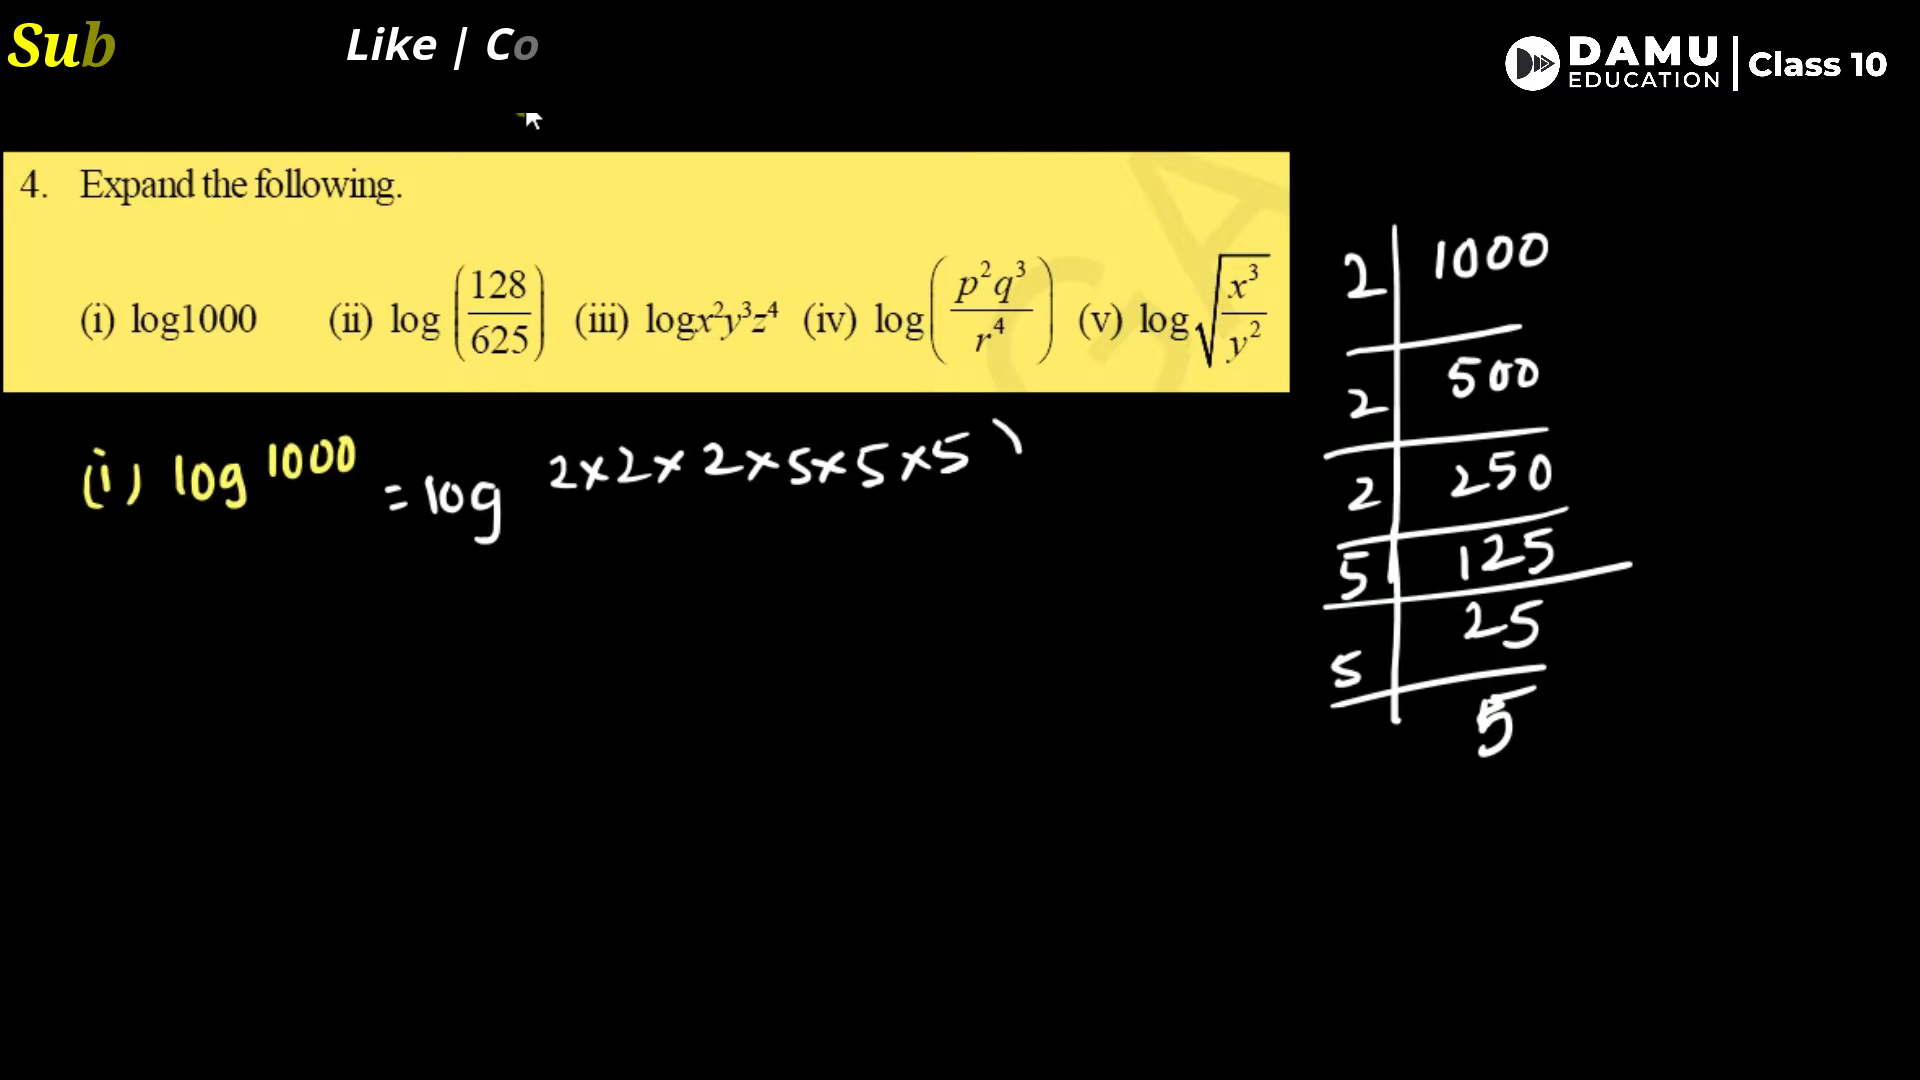 Sub Like | Co
DAMU EDUCATION | Class 10
4. Expand the following.
(i) log1000 (ii) log (128/625) (iii) logx²y³z⁴ (iv) log(p²q³/r⁴) (v) log√(x³/y²)
(i) log 1000 = log 2×2×2×5×5×5 )
2 | 1000
2 | 500
2 | 250
5 | 125
5 | 25
5